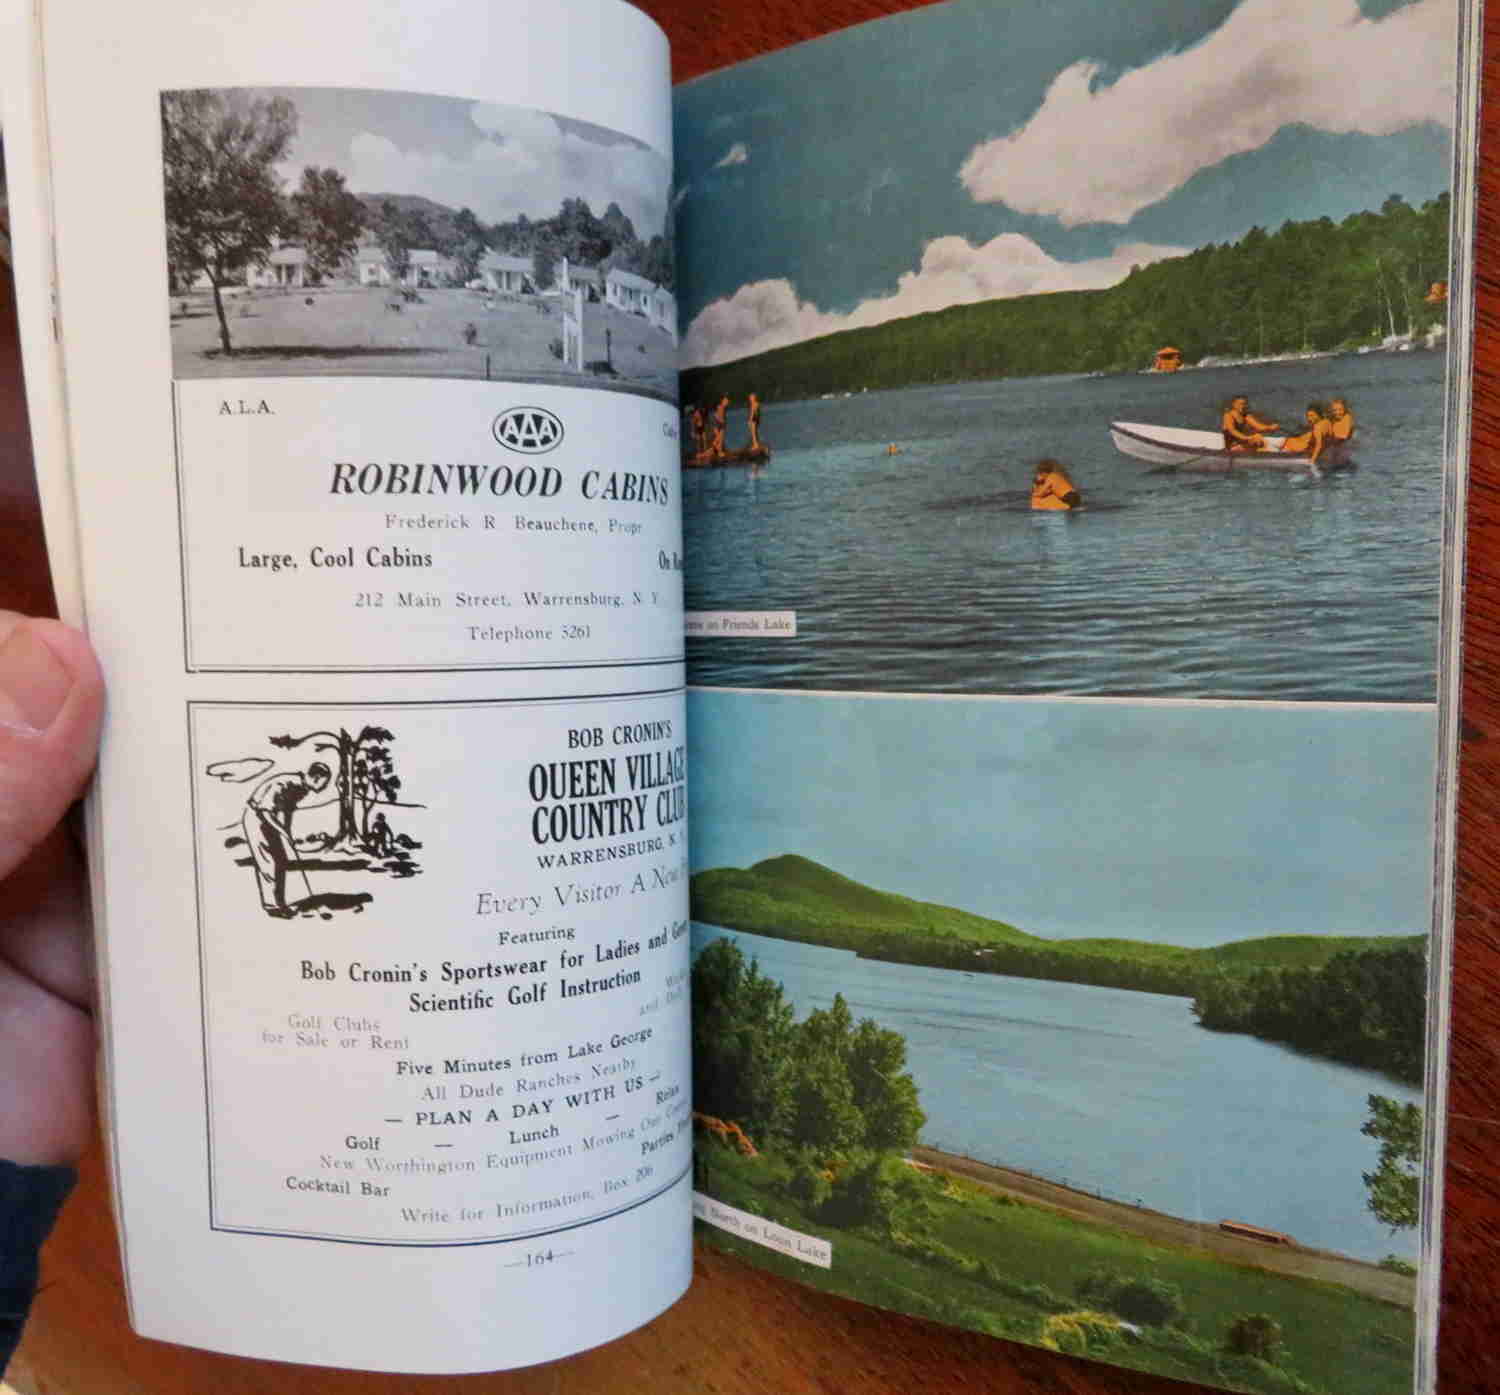 A.L.A.
AAA
ROBINWOOD CABINS
Frederick R. Beauchene, Propr
Large, Cool Cabins On
212 Main Street, Warrensburg, N. Y.
Telephone 5261
BOB CRONIN'S
QUEEN VILLAGE
COUNTRY CLUB
WARRENSBURG, N.
Every Visitor A New
Featuring
Bob Cronin's Sportswear for Ladies and
Scientific Golf Instruction
and
Golf Clubs
for Sale or Rent
Five Minutes from Lake George
All Dude Ranches Nearby
— PLAN A DAY WITH US —
Golf — Lunch — Relax
New Worthington Equipment Mowing Our
Cocktail Bar Parties
Write for Information, Box 206
—164—
on Friends Lake
North on Loon Lake